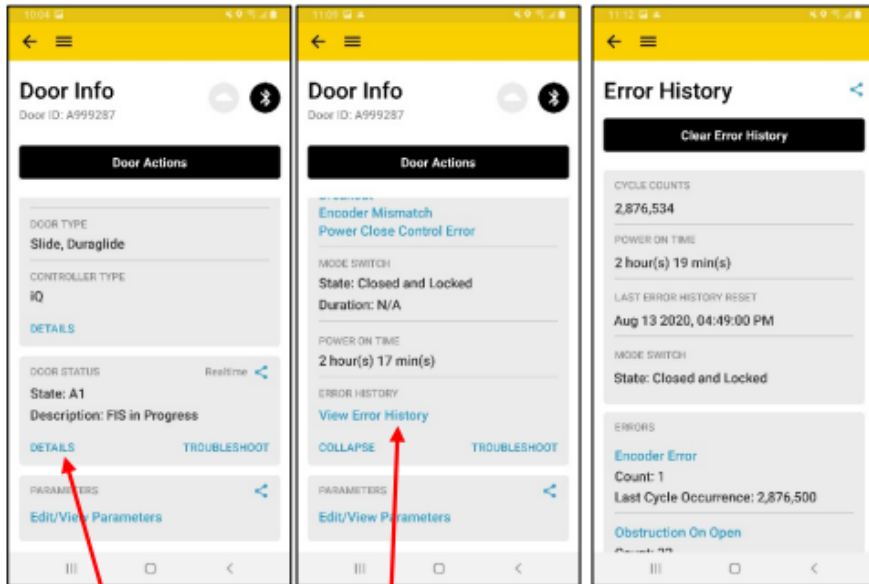 10:04
Door Info
Door ID: A999287
Door Actions
DOOR TYPE
Slide, Duraglide
CONTROLLER TYPE
iQ
DETAILS
DOOR STATUS
Realtime
State: A1
Description: FIS in Progress
DETAILS
TROUBLESHOOT
PARAMETERS
Edit/View Parameters
11:09
Door Info
Door ID: A999287
Door Actions
Encoder Mismatch
Power Close Control Error
MODE SWITCH
State: Closed and Locked
Duration: N/A
POWER ON TIME
2 hour(s) 17 min(s)
ERROR HISTORY
View Error History
COLLAPSE
TROUBLESHOOT
PARAMETERS
Edit/View Parameters
11:12
Error History
Clear Error History
CYCLE COUNTS
2,876,534
POWER ON TIME
2 hour(s) 19 min(s)
LAST ERROR HISTORY RESET
Aug 13 2020, 04:49:00 PM
MODE SWITCH
State: Closed and Locked
ERRORS
Encoder Error
Count: 1
Last Cycle Occurrence: 2,876,500
Obstruction On Open